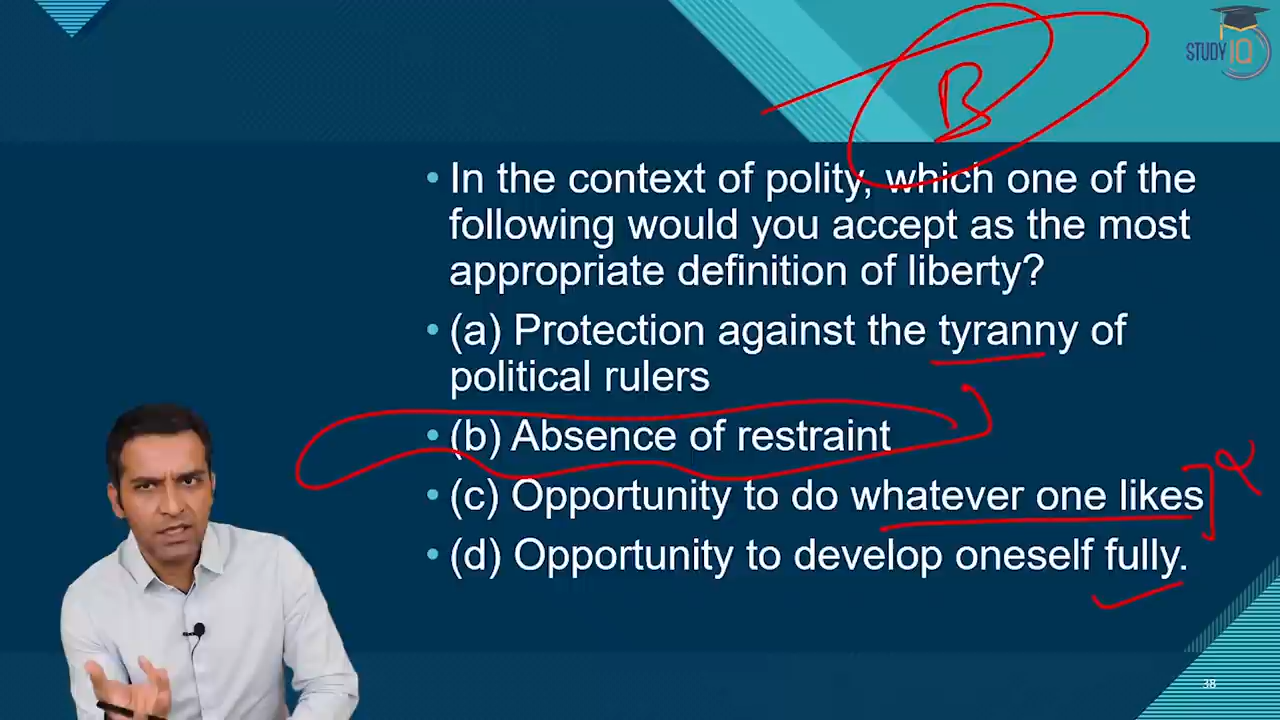 STUDY IQ
B
• In the context of polity, which one of the
following would you accept as the most
appropriate definition of liberty?
• (a) Protection against the tyranny of
political rulers
• (b) Absence of restraint
• (c) Opportunity to do whatever one likes
• (d) Opportunity to develop oneself fully.
38